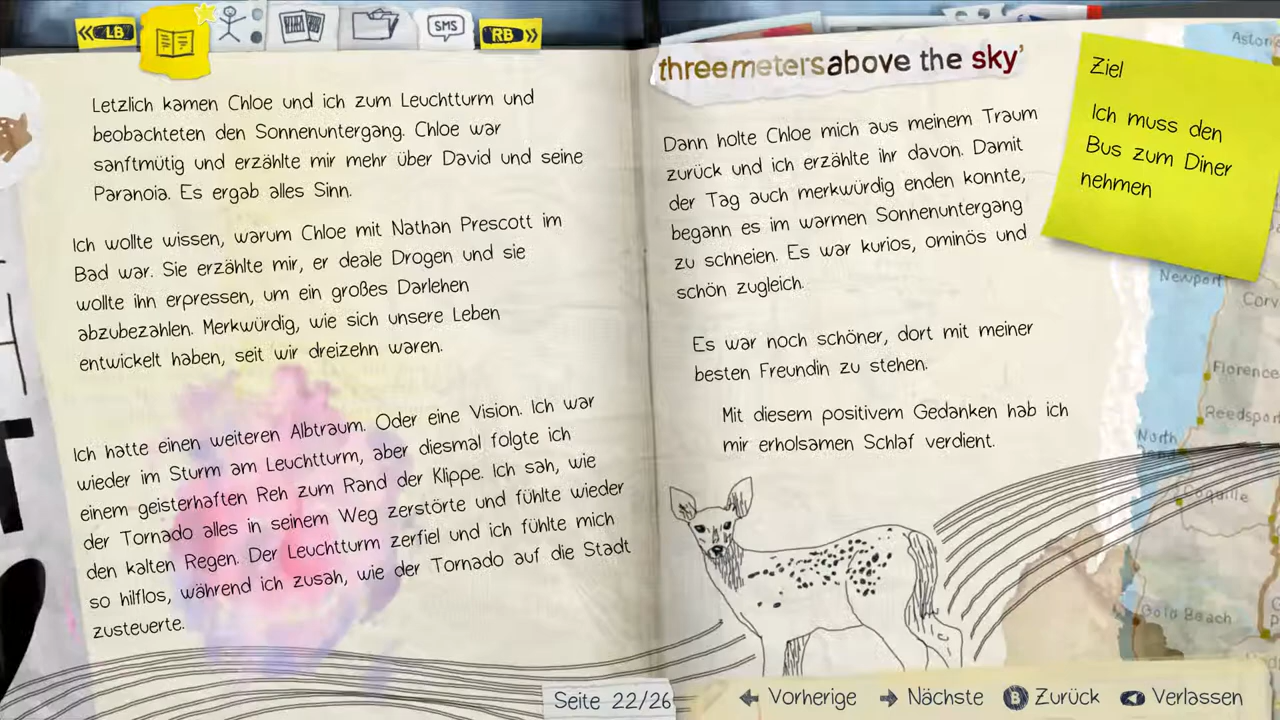 LB
SMS
RB
Letzlich kamen Chloe und ich zum Leuchtturm und
beobachteten den Sonnenuntergang. Chloe war
sanftmütig und erzählte mir mehr über David und seine
Paranoia. Es ergab alles Sinn.
Ich wollte wissen, warum Chloe mit Nathan Prescott im
Bad war. Sie erzählte mir, er deale Drogen und sie
wollte ihn erpressen, um ein großes Darlehen
abzubezahlen. Merkwürdig, wie sich unsere Leben
entwickelt haben, seit wir dreizehn waren.
Ich hatte einen weiteren Albtraum. Oder eine Vision. Ich war
wieder im Sturm am Leuchtturm, aber diesmal folgte ich
einem geisterhaften Reh zum Rand der Klippe. Ich sah, wie
der Tornado alles in seinem Weg zerstörte und fühlte wieder
den kalten Regen. Der Leuchtturm zerfiel und ich fühlte mich
so hilflos, während ich zusah, wie der Tornado auf die Stadt
zusteuerte.
three meters above the sky'
Dann holte Chloe mich aus meinem Traum
zurück und ich erzählte ihr davon. Damit
der Tag auch merkwürdig enden konnte,
begann es im warmen Sonnenuntergang
zu schneien. Es war kurios, ominös und
schön zugleich.
Es war noch schöner, dort mit meiner
besten Freundin zu stehen.
Mit diesem positivem Gedanken hab ich
mir erholsamen Schlaf verdient.
Ziel
Ich muss den
Bus zum Diner
nehmen
Astori
Newport
Corv
Florence
Reedsport
North
Coquille
Gold Beach
Seite 22/26
Vorherige
Nächste
B Zurück
Verlassen